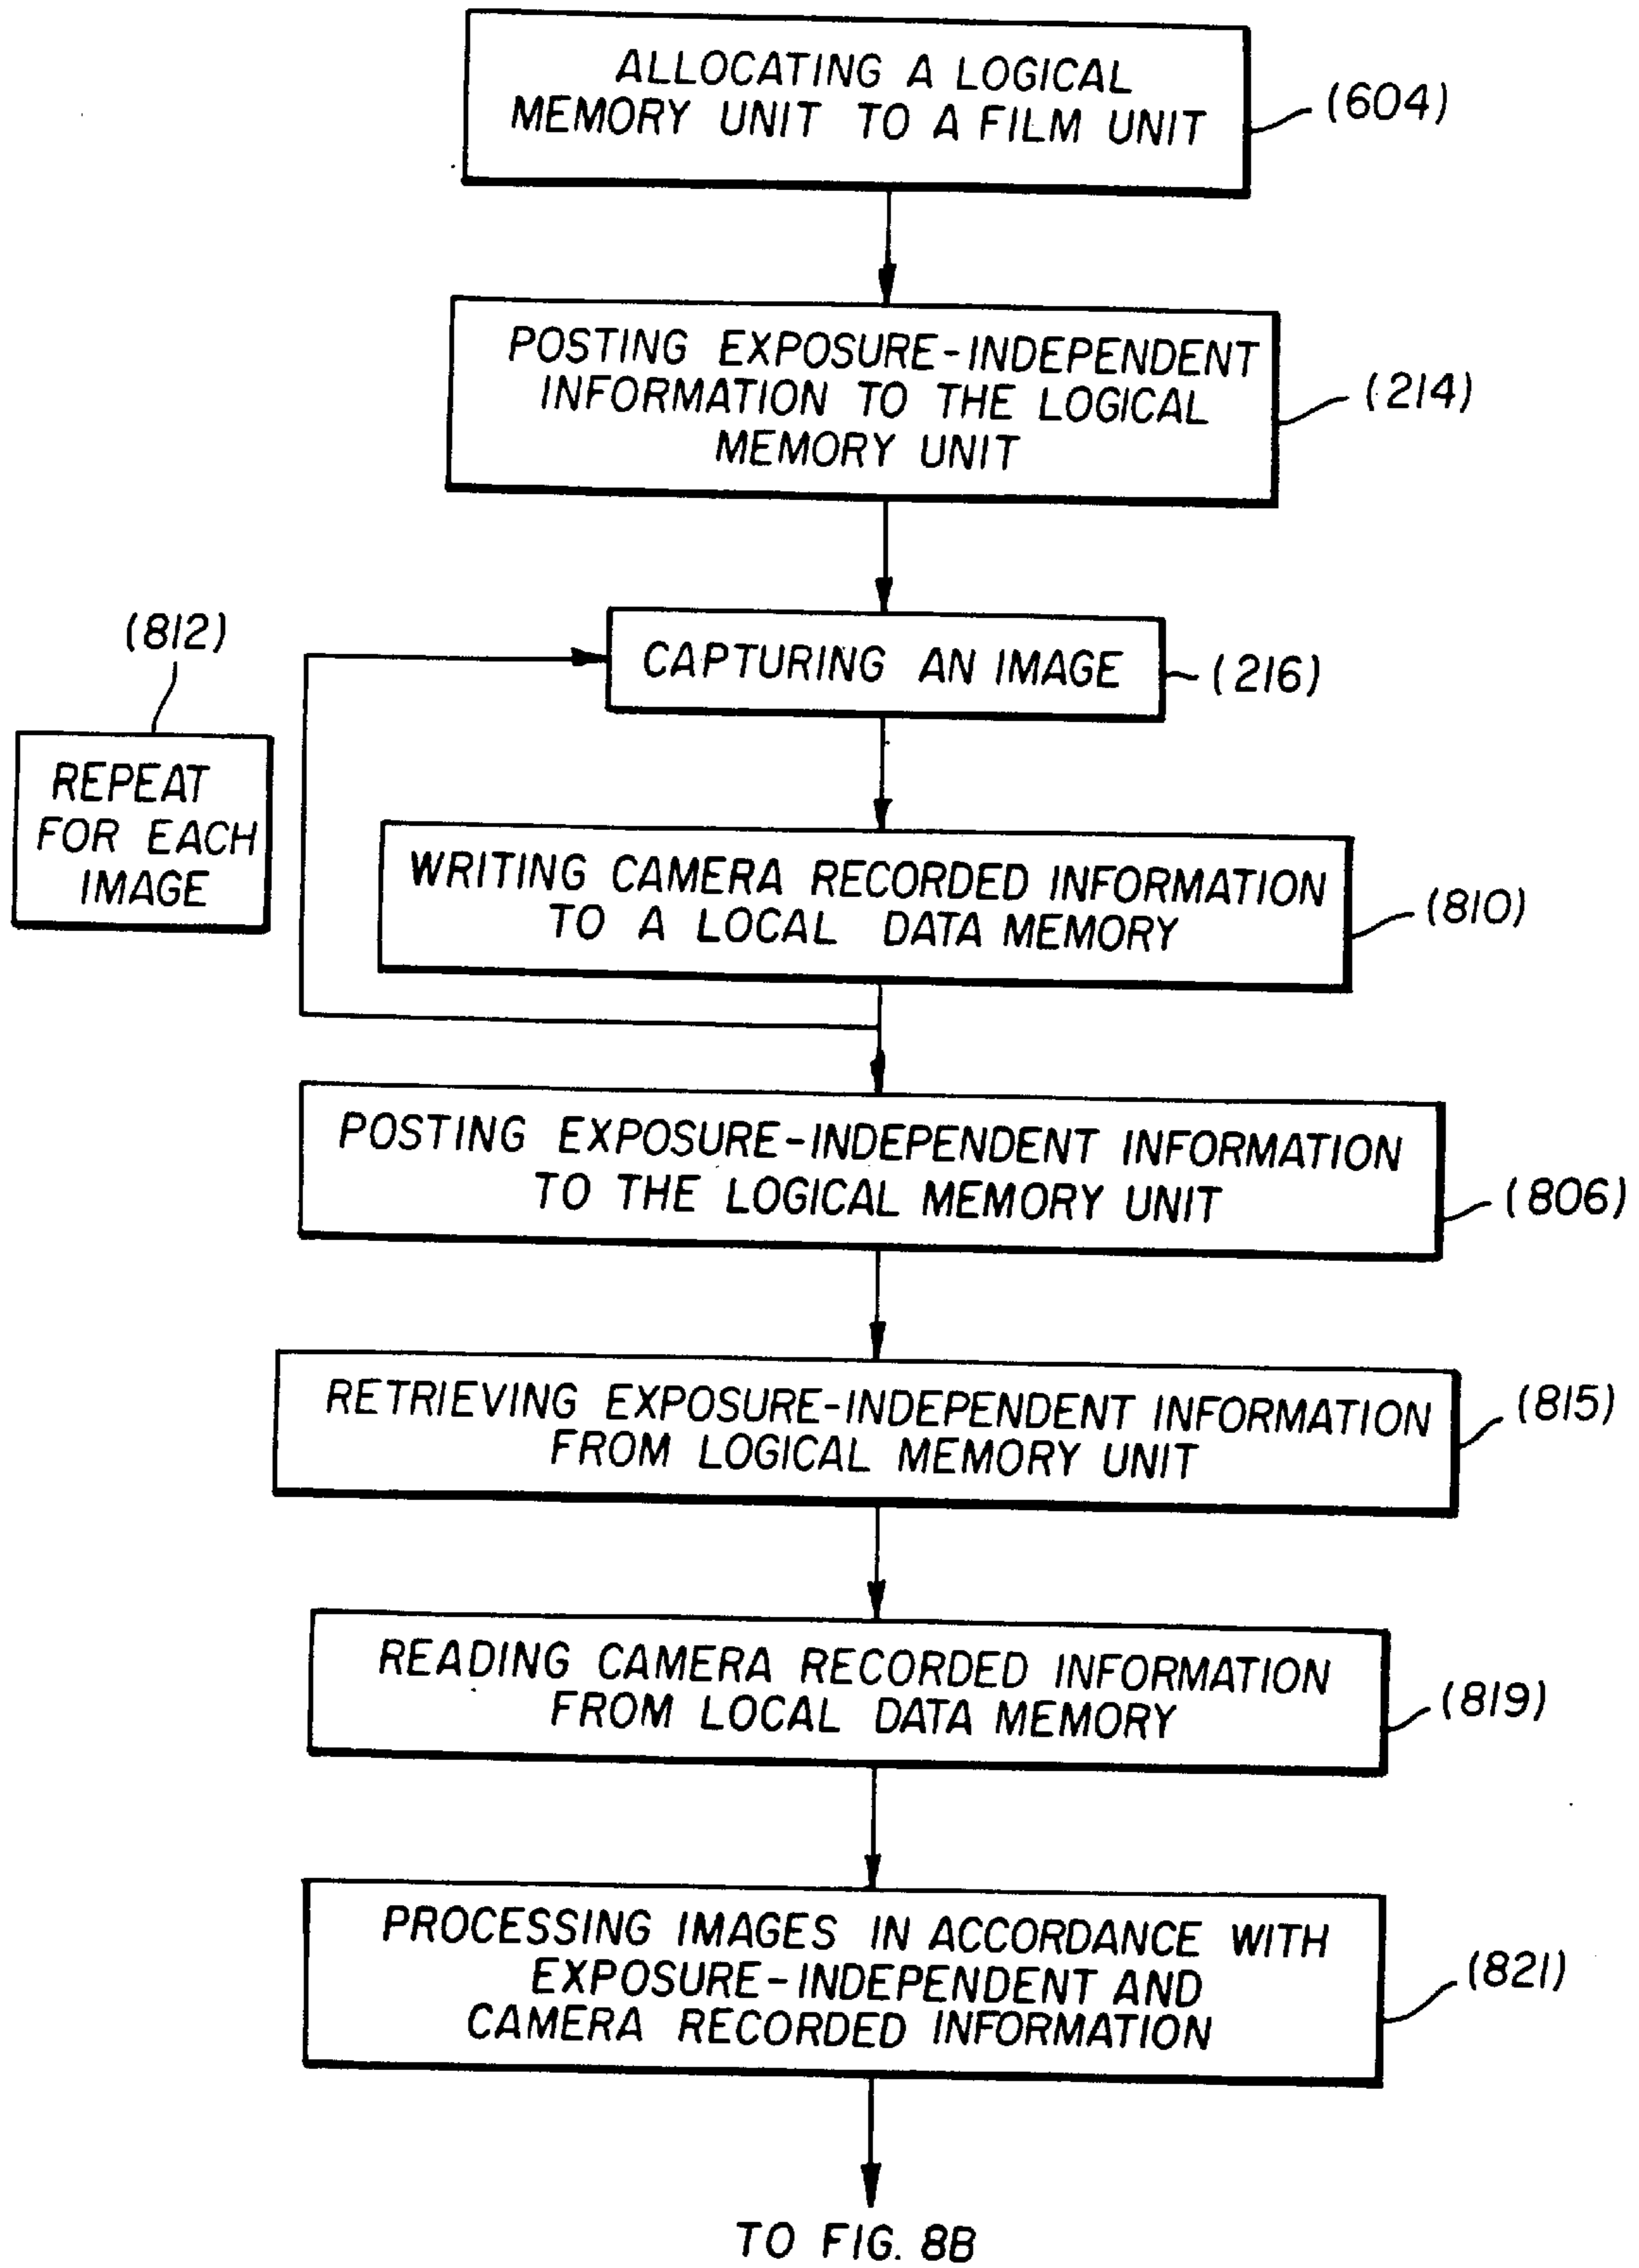 ALLOCATING A LOGICAL
MEMORY UNIT TO A FILM UNIT
(604)
POSTING EXPOSURE-INDEPENDENT
INFORMATION TO THE LOGICAL
MEMORY UNIT
(214)
(812)
REPEAT
FOR EACH
IMAGE
CAPTURING AN IMAGE
(216)
WRITING CAMERA RECORDED INFORMATION
TO A LOCAL DATA MEMORY
(810)
POSTING EXPOSURE-INDEPENDENT INFORMATION
TO THE LOGICAL MEMORY UNIT
(806)
RETRIEVING EXPOSURE-INDEPENDENT INFORMATION
FROM LOGICAL MEMORY UNIT
(815)
READING CAMERA RECORDED INFORMATION
FROM LOCAL DATA MEMORY
(819)
PROCESSING IMAGES IN ACCORDANCE WITH
EXPOSURE-INDEPENDENT AND
CAMERA RECORDED INFORMATION
(821)
TO FIG. 8B